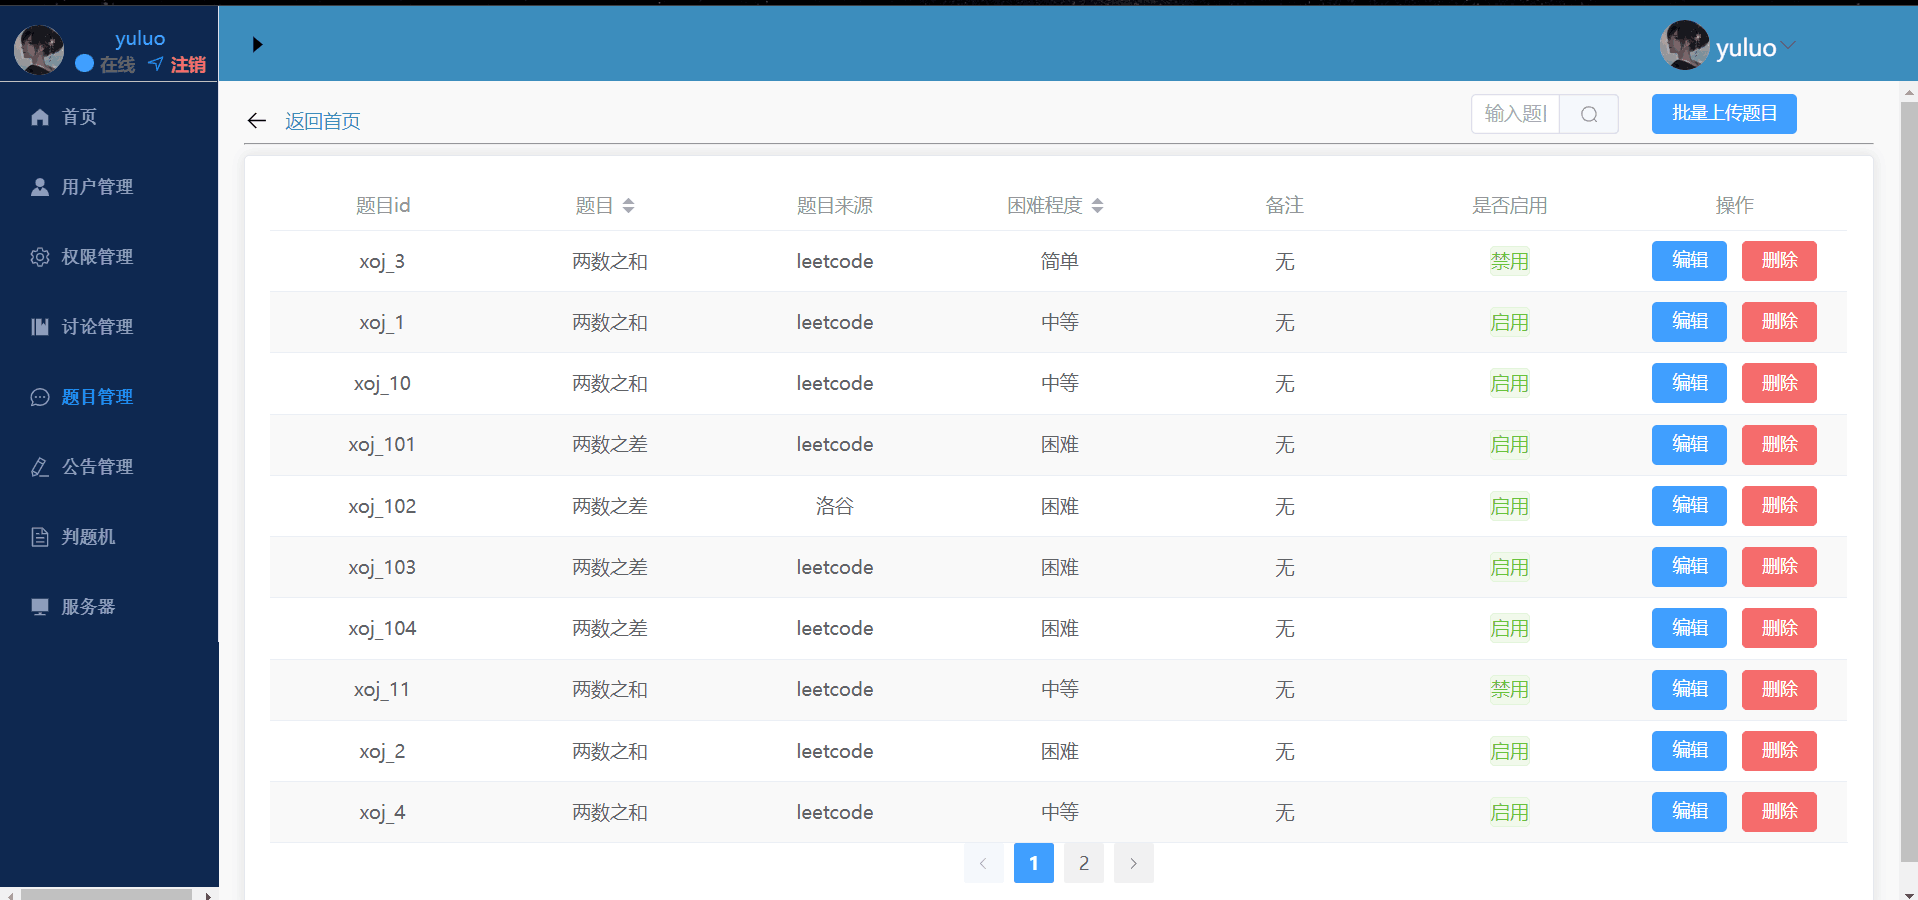 yuluo
在线 注销
首页
用户管理
权限管理
讨论管理
题目管理
公告管理
判题机
服务器
yuluo
返回首页
批量上传题目
题目id 题目 题目来源 困难程度 备注 是否启用 操作
xoj_3 两数之和 leetcode 简单 无 禁用 编辑 删除
xoj_1 两数之和 leetcode 中等 无 启用 编辑 删除
xoj_10 两数之和 leetcode 中等 无 启用 编辑 删除
xoj_101 两数之差 leetcode 困难 无 启用 编辑 删除
xoj_102 两数之差 洛谷 困难 无 启用 编辑 删除
xoj_103 两数之差 leetcode 困难 无 启用 编辑 删除
xoj_104 两数之差 leetcode 困难 无 启用 编辑 删除
xoj_11 两数之和 leetcode 中等 无 禁用 编辑 删除
xoj_2 两数之和 leetcode 困难 无 启用 编辑 删除
xoj_4 两数之和 leetcode 中等 无 启用 编辑 删除
1 2